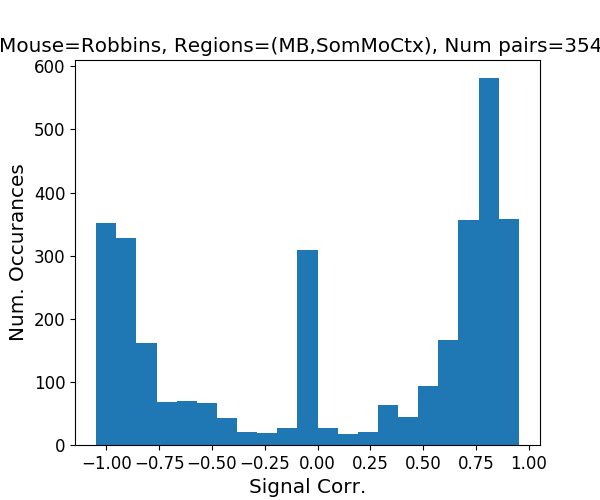 Mouse=Robbins, Regions=(MB,SomMoCtx), Num pairs=354
600
500
400
300
200
100
0
Num. Occurances
−1.00 −0.75 −0.50 −0.25 0.00 0.25 0.50 0.75 1.00
Signal Corr.